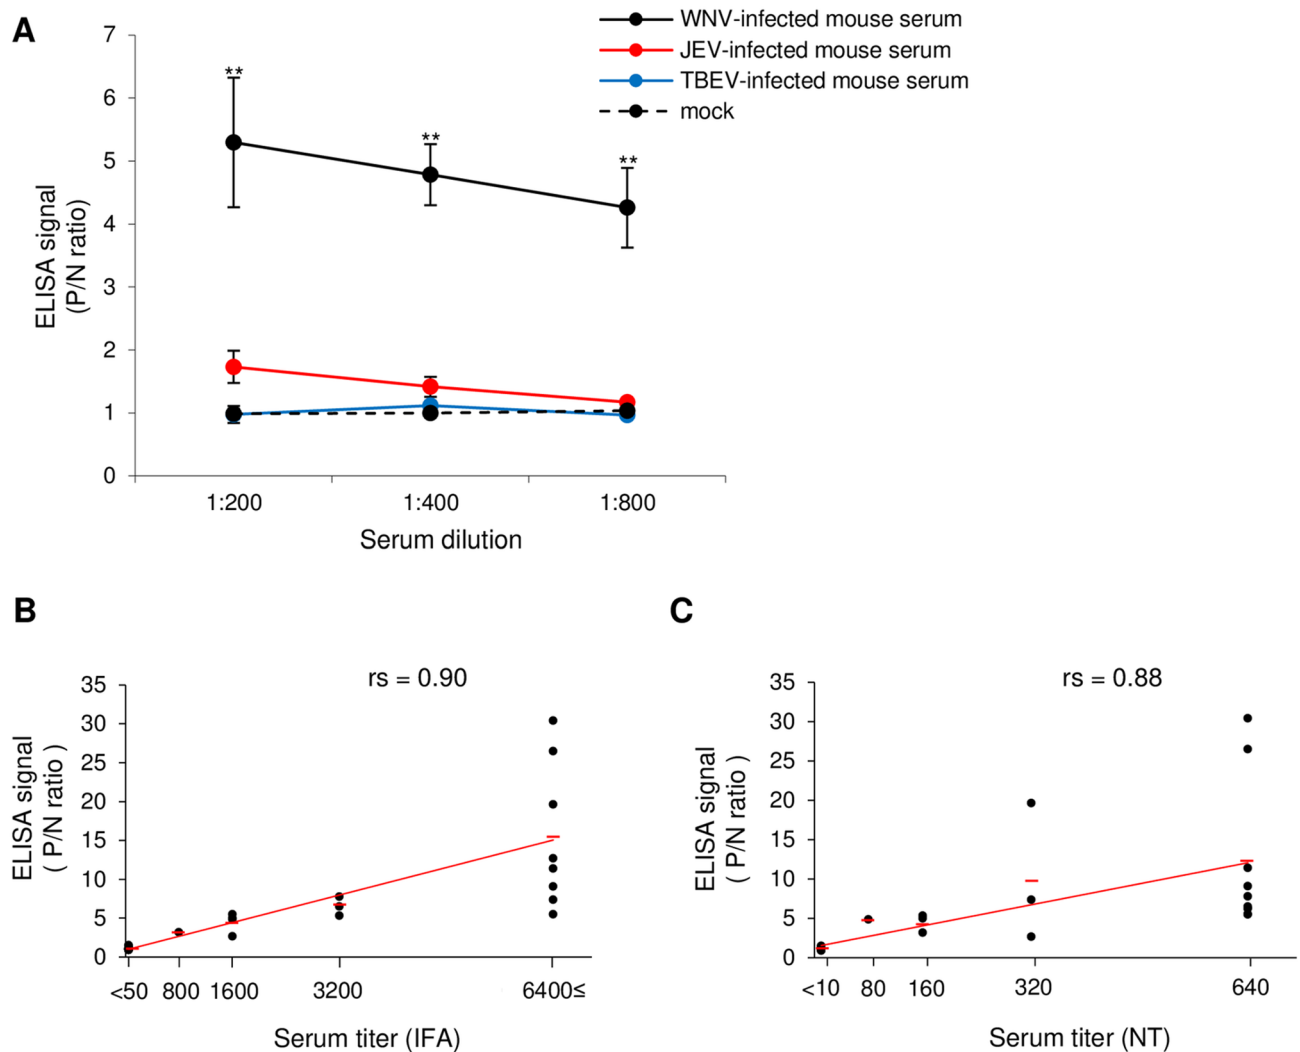 A
WNV-infected mouse serum
JEV-infected mouse serum
TBEV-infected mouse serum
mock
7
6
5
4
3
2
1
0
ELISA signal
(P/N ratio)
**
**
**
1:200 1:400 1:800
Serum dilution
B
rs = 0.90
35
30
25
20
15
10
5
0
ELISA signal
( P/N ratio )
<50 800 1600 3200 6400≤
Serum titer (IFA)
C
rs = 0.88
35
30
25
20
15
10
5
0
ELISA signal
( P/N ratio )
<10 80 160 320 640
Serum titer (NT)